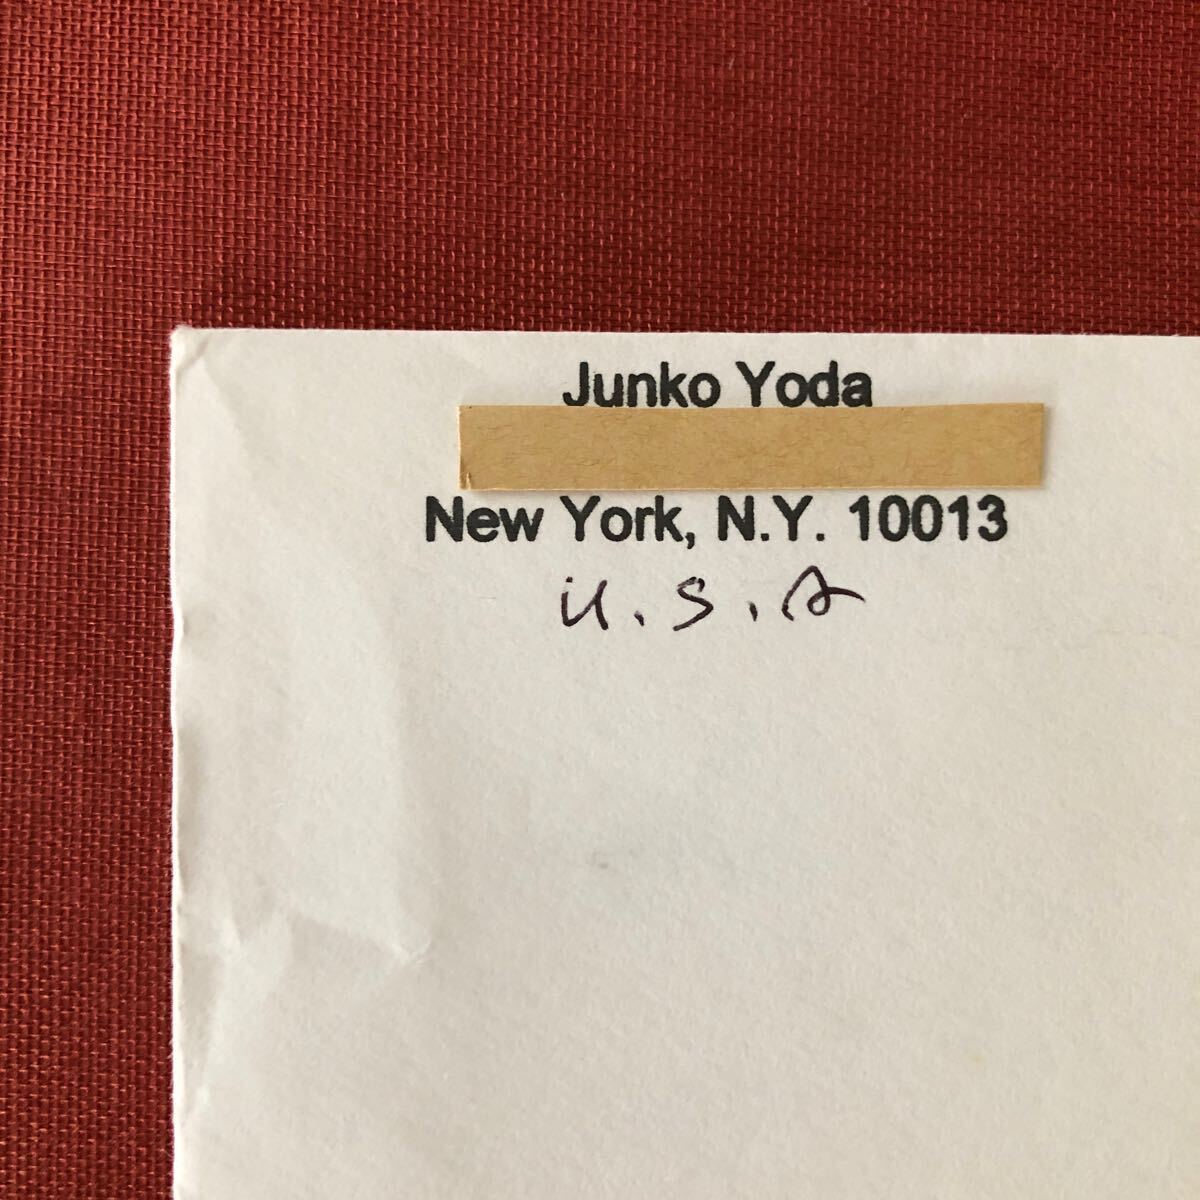 Junko Yoda
New York, N.Y. 10013
U.S.A